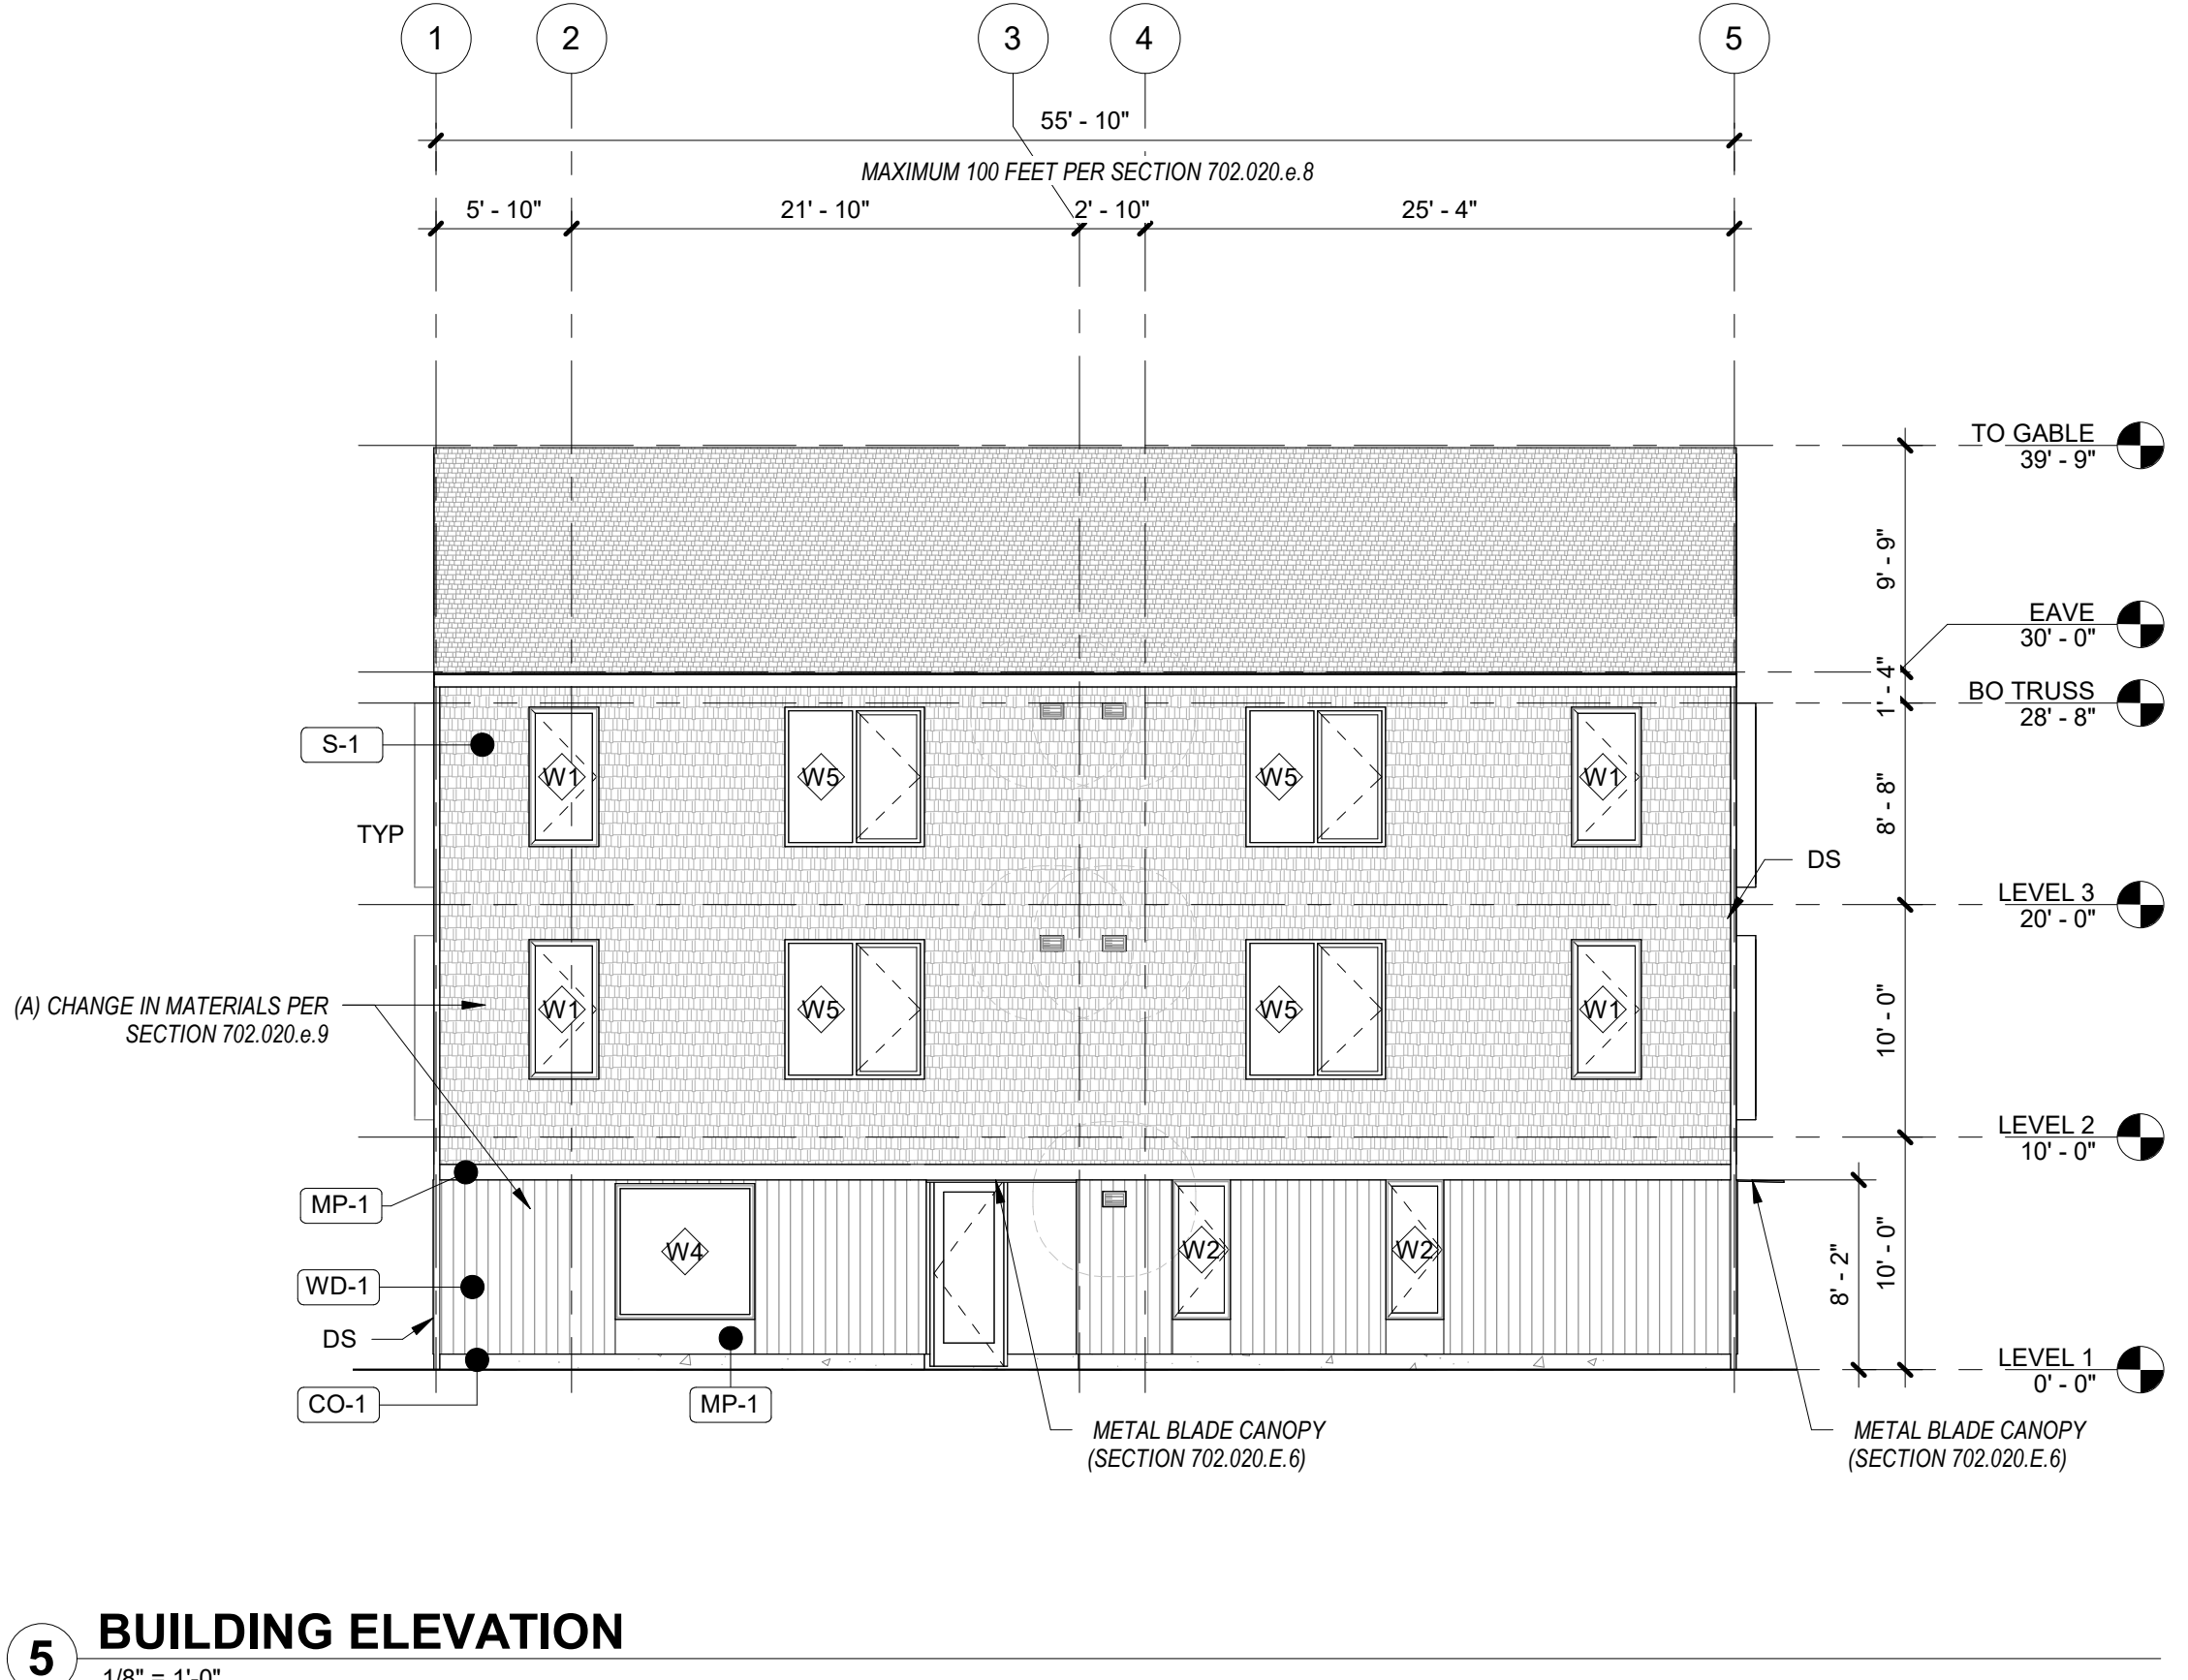 1 2 3 4 5
55' - 10"
MAXIMUM 100 FEET PER SECTION 702.020.e.8
5' - 10" 21' - 10" 2' - 10" 25' - 4"
TO GABLE
39' - 9"
9' - 9"
EAVE
30' - 0"
1' - 4"
BO TRUSS
28' - 8"
S-1
W1 W5 W5 W1
TYP
8' - 8"
DS
LEVEL 3
20' - 0"
(A) CHANGE IN MATERIALS PER
SECTION 702.020.e.9
W1 W5 W5 W1
10' - 0"
LEVEL 2
10' - 0"
MP-1
W4 W2 W2
WD-1
8' - 2"
10' - 0"
DS
LEVEL 1
0' - 0"
CO-1
MP-1
METAL BLADE CANOPY
(SECTION 702.020.E.6)
METAL BLADE CANOPY
(SECTION 702.020.E.6)
5
BUILDING ELEVATION
1/8" = 1'-0"